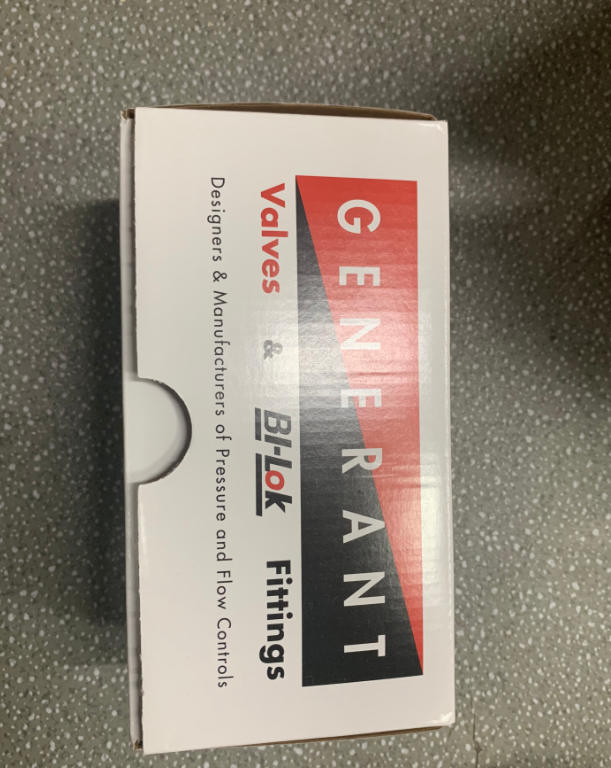 GENERANT
Valves & BI-Lok Fittings
Designers & Manufacturers of Pressure and Flow Controls